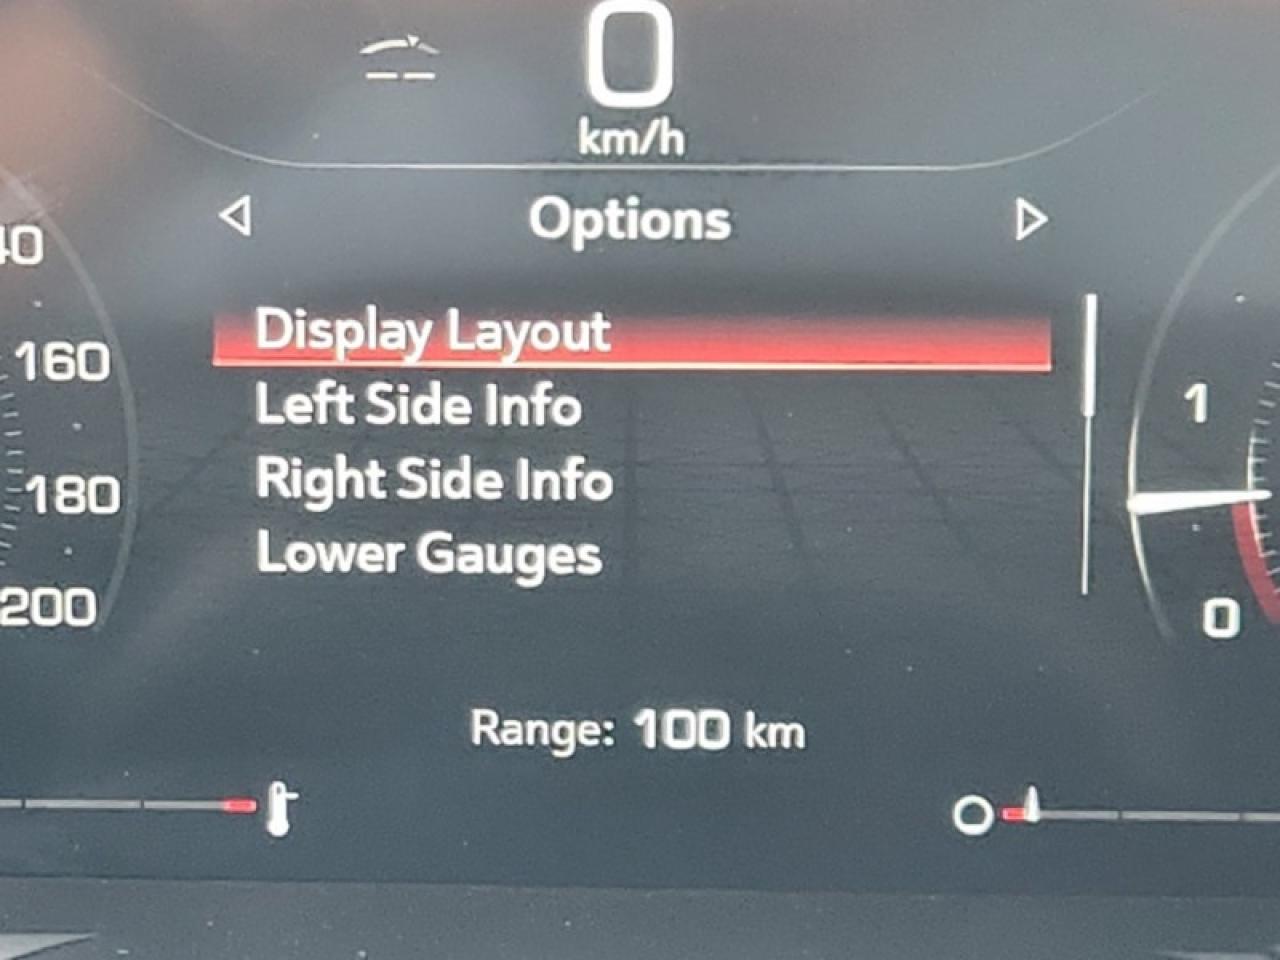 0
km/h
Options
Display Layout
Left Side Info
Right Side Info
Lower Gauges
Range: 100 km
40
160
180
200
1
0